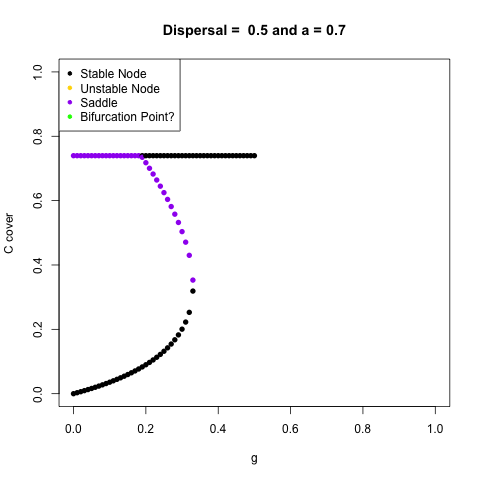 Dispersal =  0.5 and a = 0.7
Stable Node
Unstable Node
Saddle
Bifurcation Point?
C cover
1.0
0.8
0.6
0.4
0.2
0.0
0.0 0.2 0.4 0.6 0.8 1.0
g